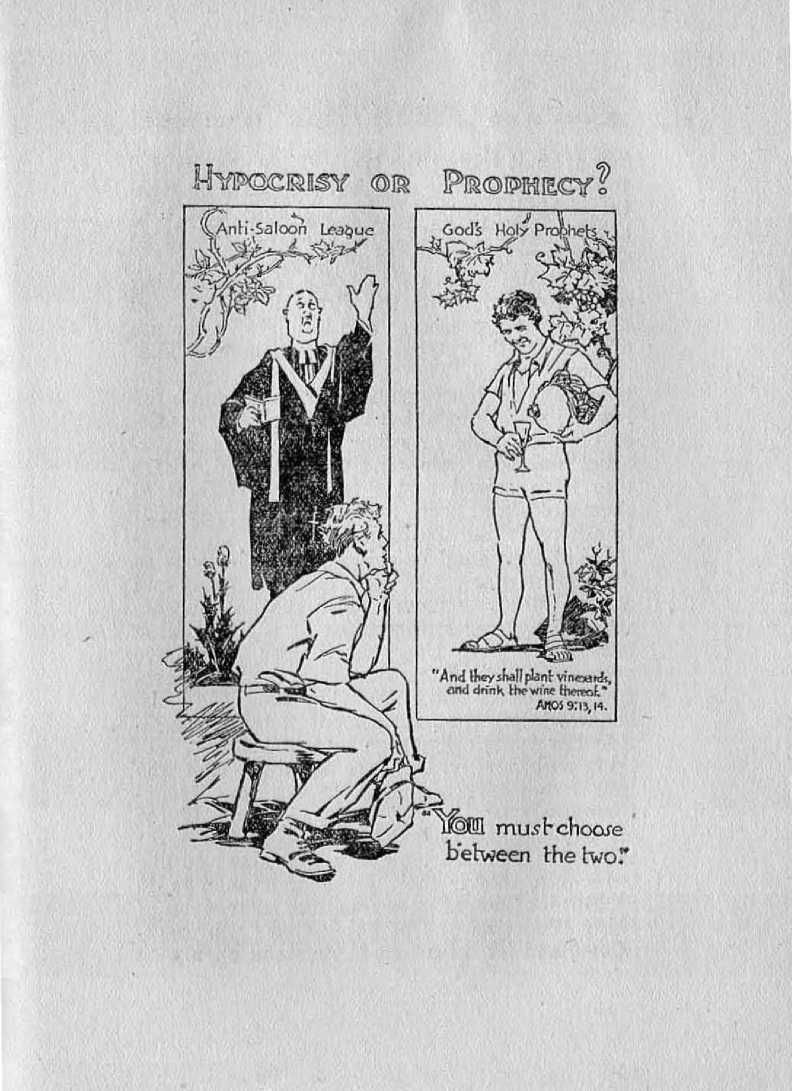 HYPOCRISY OR PROPHECY?
Anti-Saloon League
God's Holy Prophets
"And they shall plant vineyards,
and drink the wine thereof."
AMOS 9:13, 14.
"YOU must choose
between the two."